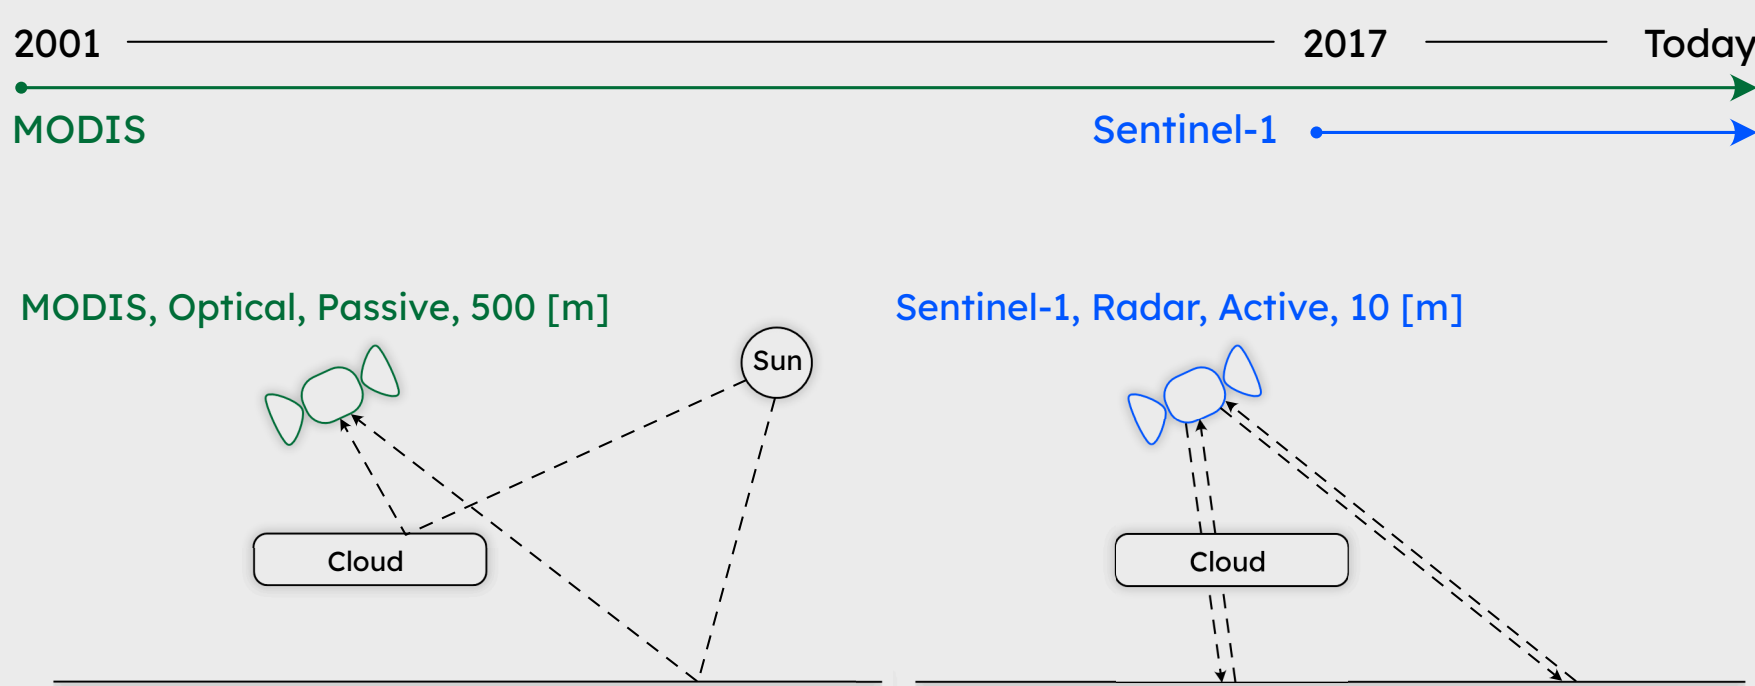 2001 2017 Today
MODIS
Sentinel-1
MODIS, Optical, Passive, 500 [m]
Sun
Cloud
Sentinel-1, Radar, Active, 10 [m]
Cloud